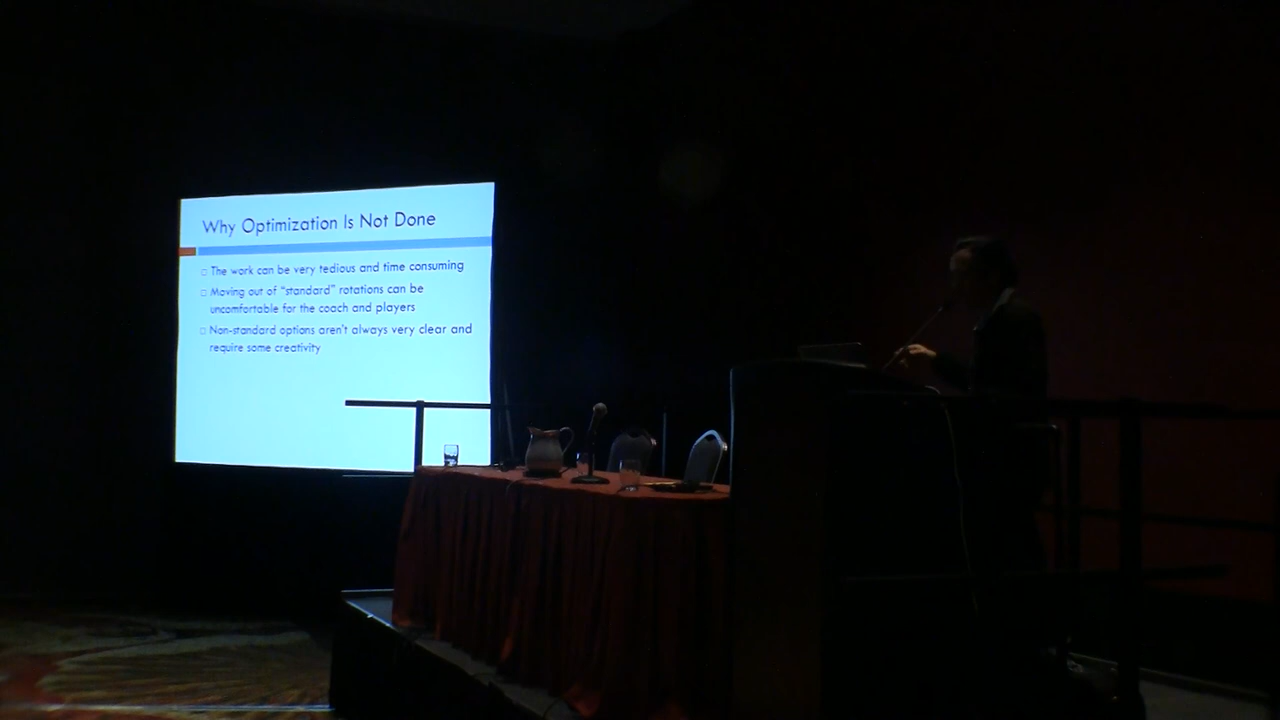 Why Optimization Is Not Done
The work can be very tedious and time consuming
Moving out of "standard" rotations can be
uncomfortable for the coach and players
Non-standard options aren't always very clear and
require some creativity